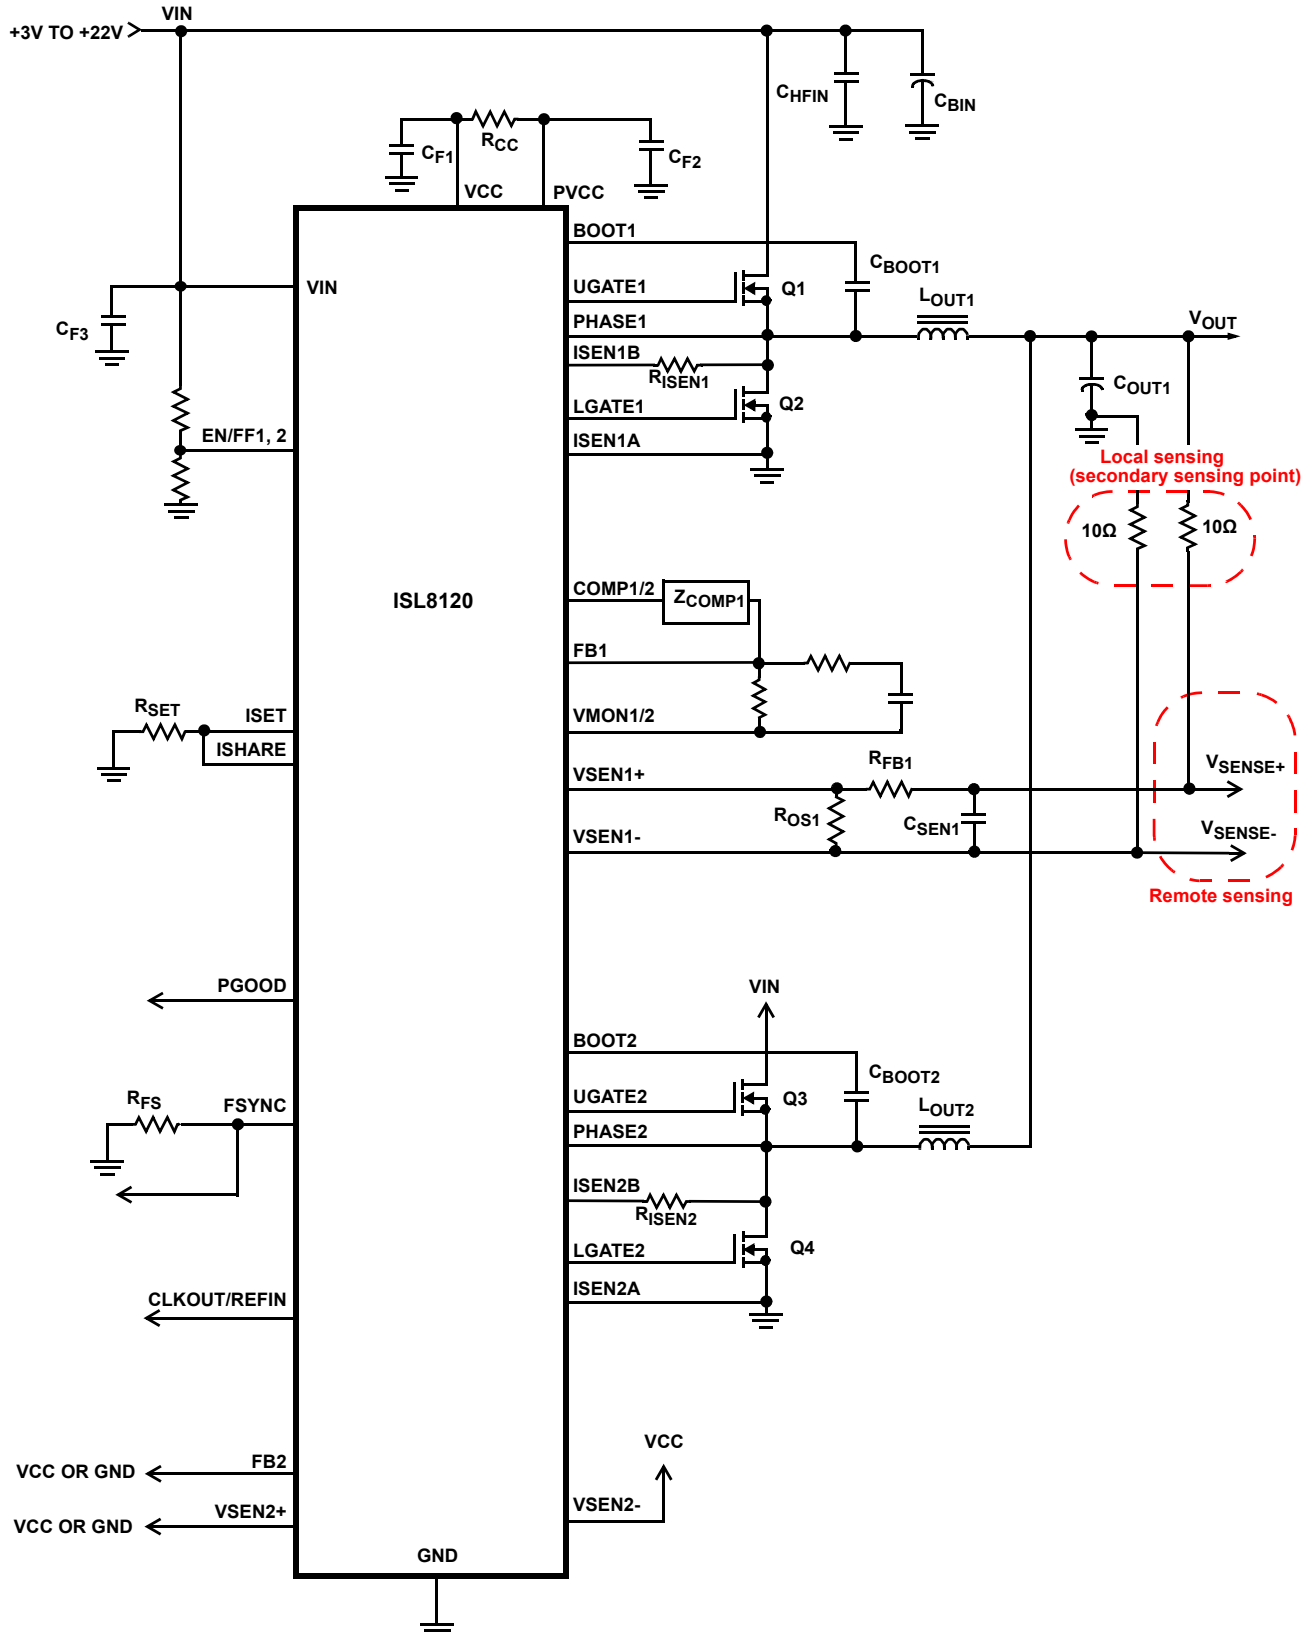 VIN
+3V TO +22V
CHFIN
CBIN
CF1
RCC
CF2
VCC
PVCC
BOOT1
CBOOT1
UGATE1
Q1
VIN
LOUT1
CF3
PHASE1
VOUT
ISEN1B
RISEN1
COUT1
LGATE1
Q2
EN/FF1, 2
ISEN1A
Local sensing
(secondary sensing point)
10Ω
10Ω
ISL8120
COMP1/2
ZCOMP1
FB1
RSET
ISET
VMON1/2
ISHARE
RFB1
VSEN1+
VSENSE+
ROS1
CSEN1
VSEN1-
VSENSE-
Remote sensing
PGOOD
VIN
BOOT2
CBOOT2
UGATE2
Q3
RFS
FSYNC
LOUT2
PHASE2
ISEN2B
RISEN2
LGATE2
Q4
ISEN2A
CLKOUT/REFIN
VCC
FB2
VCC OR GND
VSEN2+
VSEN2-
VCC OR GND
GND